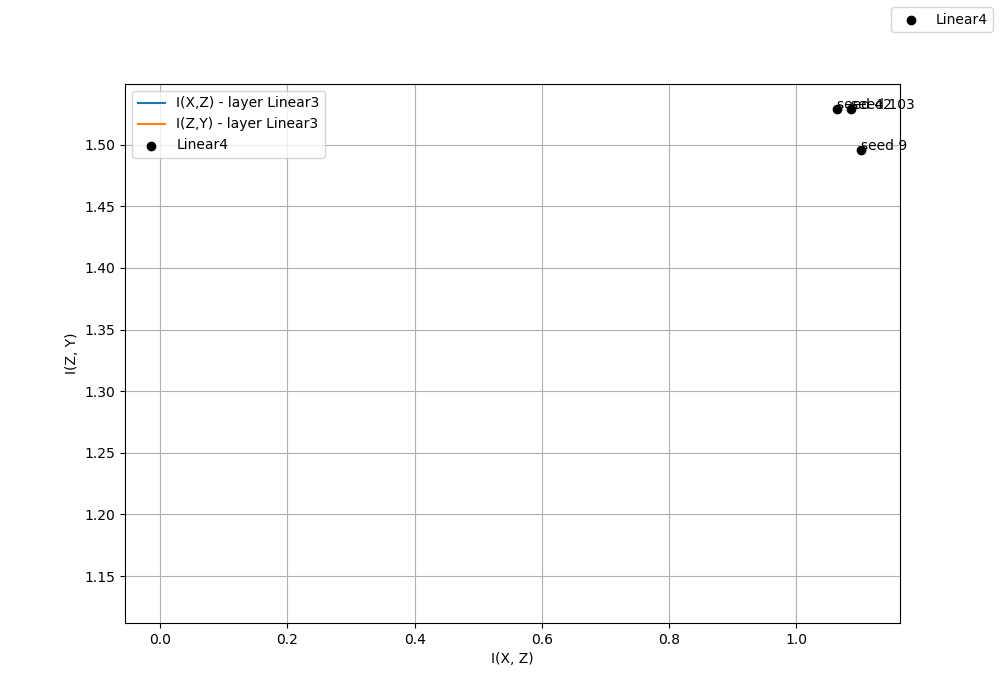 Linear4
I(X,Z) - layer Linear3
I(Z,Y) - layer Linear3
Linear4
seed 42
seed 103
seed 9
1.50
1.45
1.40
1.35
1.30
1.25
1.20
1.15
I(Z, Y)
0.0 0.2 0.4 0.6 0.8 1.0
I(X, Z)